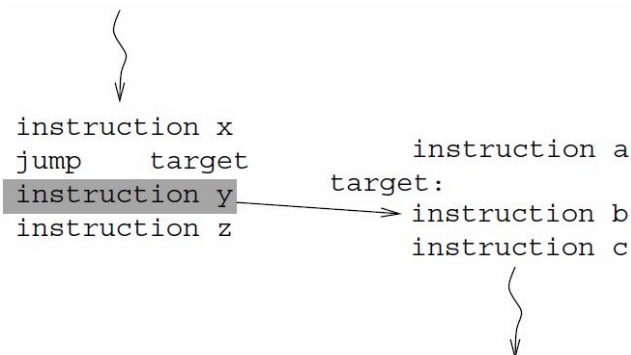 instruction x
jump target
instruction y
instruction z
instruction a
target:
instruction b
instruction c